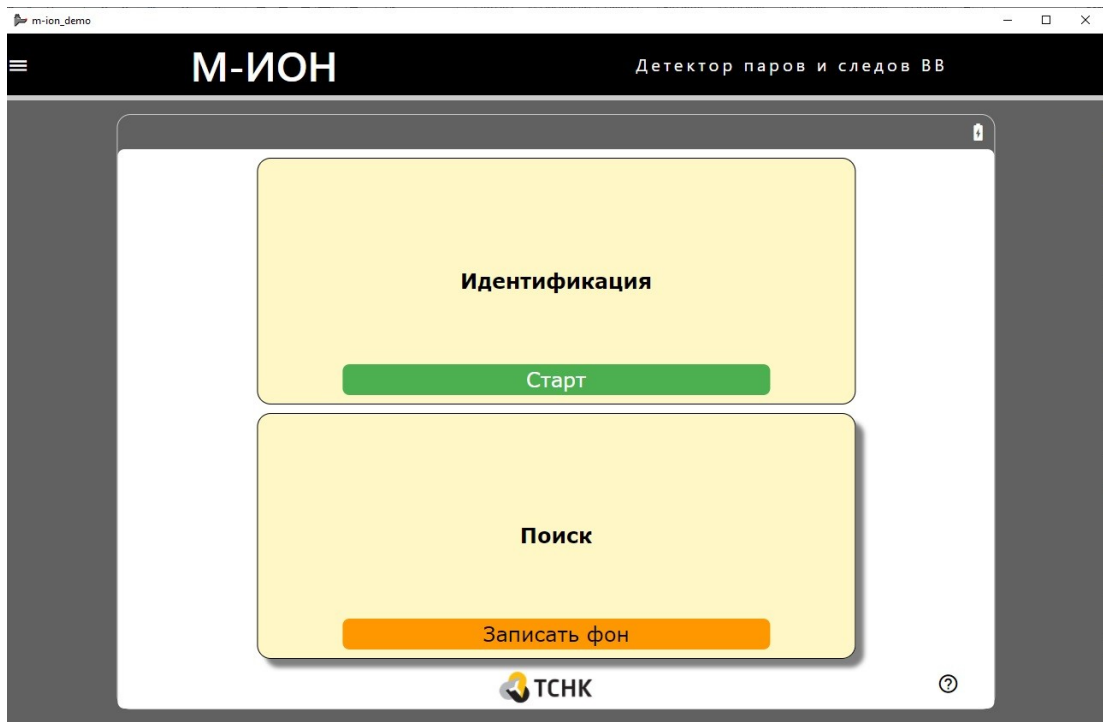 m-ion_demo
М-ИОН
Детектор паров и следов ВВ
Идентификация
Старт
Поиск
Записать фон
ТСНК